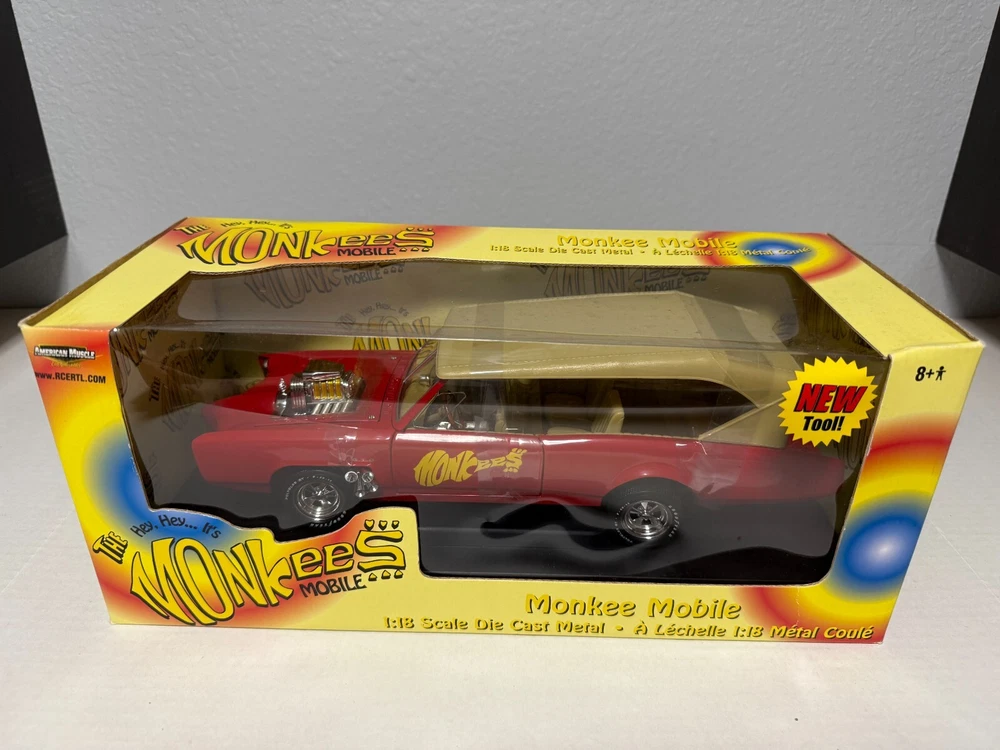 Hey, Hey... It's
THE MONKEES
MOBILE
Monkee Mobile
1:18 Scale Die Cast Metal • À Léchelle 1:18 Métal Coulé
MOBILE
AMERICAN MUSCLE
www.RCERTL.COM
NEW
Tool!
8+
MONKEES
Hey, Hey... It's
THE MONKEES
MOBILE
Monkee Mobile
1:18 Scale Die Cast Metal • À Léchelle 1:18 Métal Coulé